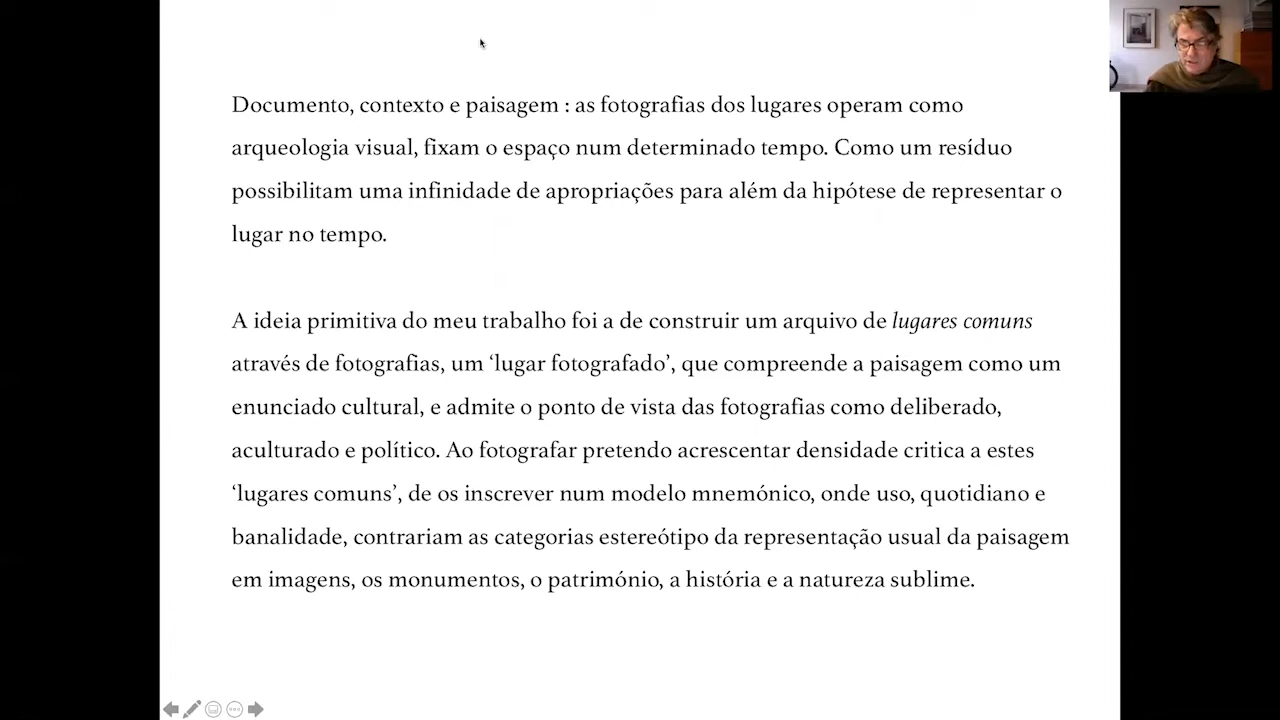 Documento, contexto e paisagem : as fotografias dos lugares operam como
arqueologia visual, fixam o espaço num determinado tempo. Como um resíduo
possibilitam uma infinidade de apropriações para além da hipótese de representar o
lugar no tempo.
A ideia primitiva do meu trabalho foi a de construir um arquivo de lugares comuns
através de fotografias, um ‘lugar fotografado’, que compreende a paisagem como um
enunciado cultural, e admite o ponto de vista das fotografias como deliberado,
aculturado e político. Ao fotografar pretendo acrescentar densidade critica a estes
‘lugares comuns’, de os inscrever num modelo mnemónico, onde uso, quotidiano e
banalidade, contrariam as categorias estereótipo da representação usual da paisagem
em imagens, os monumentos, o património, a história e a natureza sublime.